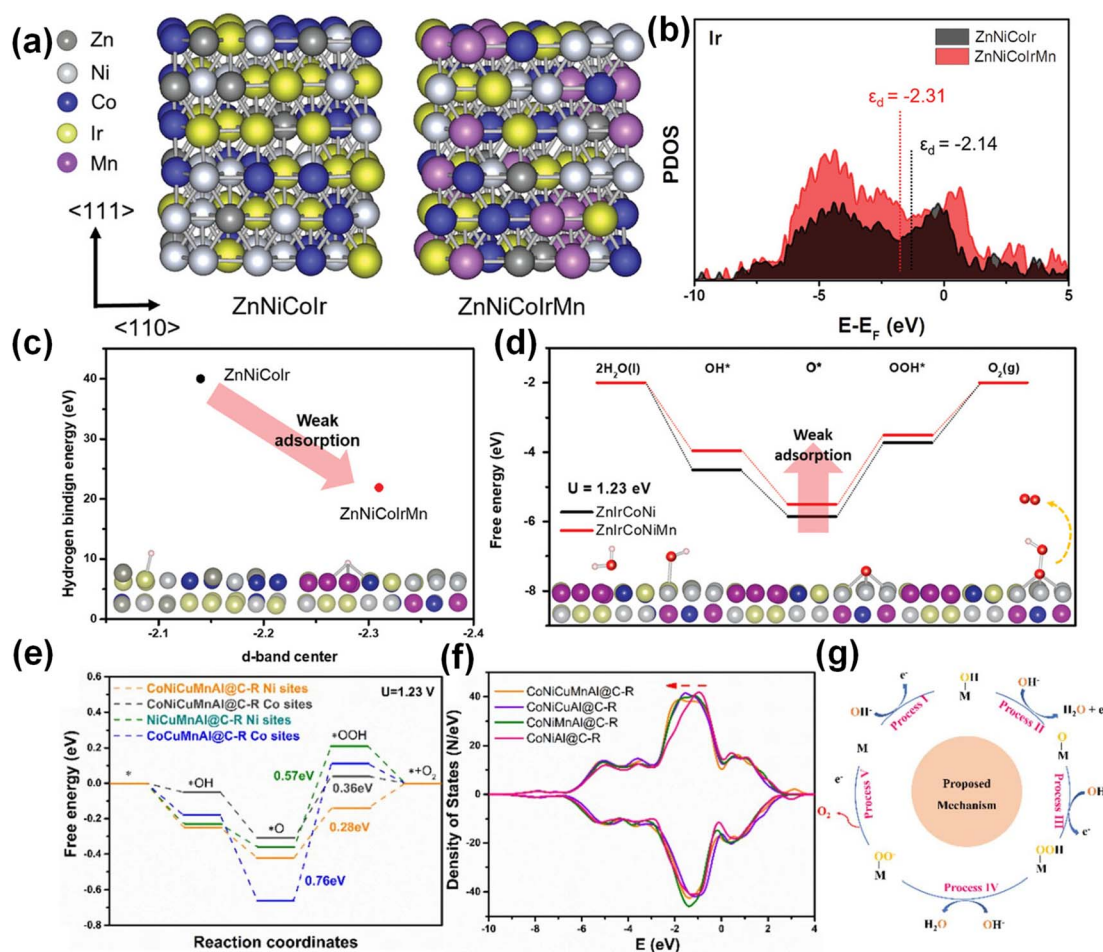 (a)
Zn
Ni
Co
Ir
Mn
<111>
<110>
ZnNiCoIr
ZnNiCoIrMn
(b)
Ir
ZnNiCoIr
ZnNiCoIrMn
εd = -2.31
εd = -2.14
PDOS
-10
-5
0
5
E-EF (eV)
(c)
Hydrogen bindign energy (eV)
40
30
20
10
0
ZnNiCoIr
Weak
adsorption
ZnNiCoIrMn
-2.1
-2.2
-2.3
-2.4
d-band center
(d)
Free energy (eV)
-2
-4
-6
-8
2H2O(l)
OH*
O*
OOH*
O2(g)
Weak
adsorption
U = 1.23 eV
ZnIrCoNi
ZnIrCoNiMn
(e)
Free energy (eV)
0.6
0.4
0.2
0.0
-0.2
-0.4
-0.6
-0.8
CoNiCuMnAl@C-R Ni sites
CoNiCuMnAl@C-R Co sites
NiCuMnAl@C-R Ni sites
CoCuMnAl@C-R Co sites
U=1.23 V
*
*OH
*O
*OOH
*+O2
0.57eV
0.36eV
0.28eV
0.76eV
Reaction coordinates
(f)
Density of States (N/eV)
40
20
0
-20
-40
CoNiCuMnAl@C-R
CoNiCuAl@C-R
CoNiMnAl@C-R
CoNiAl@C-R
-10
-8
-6
-4
-2
0
2
4
E (eV)
(g)
Proposed
Mechanism
Process I
Process II
Process III
Process IV
Process V
e-
OH-
OH
M
OH-
H2O + e-
O
M
e-
OOH
M
H2O
OH-
OO-
M
O2
e-
M